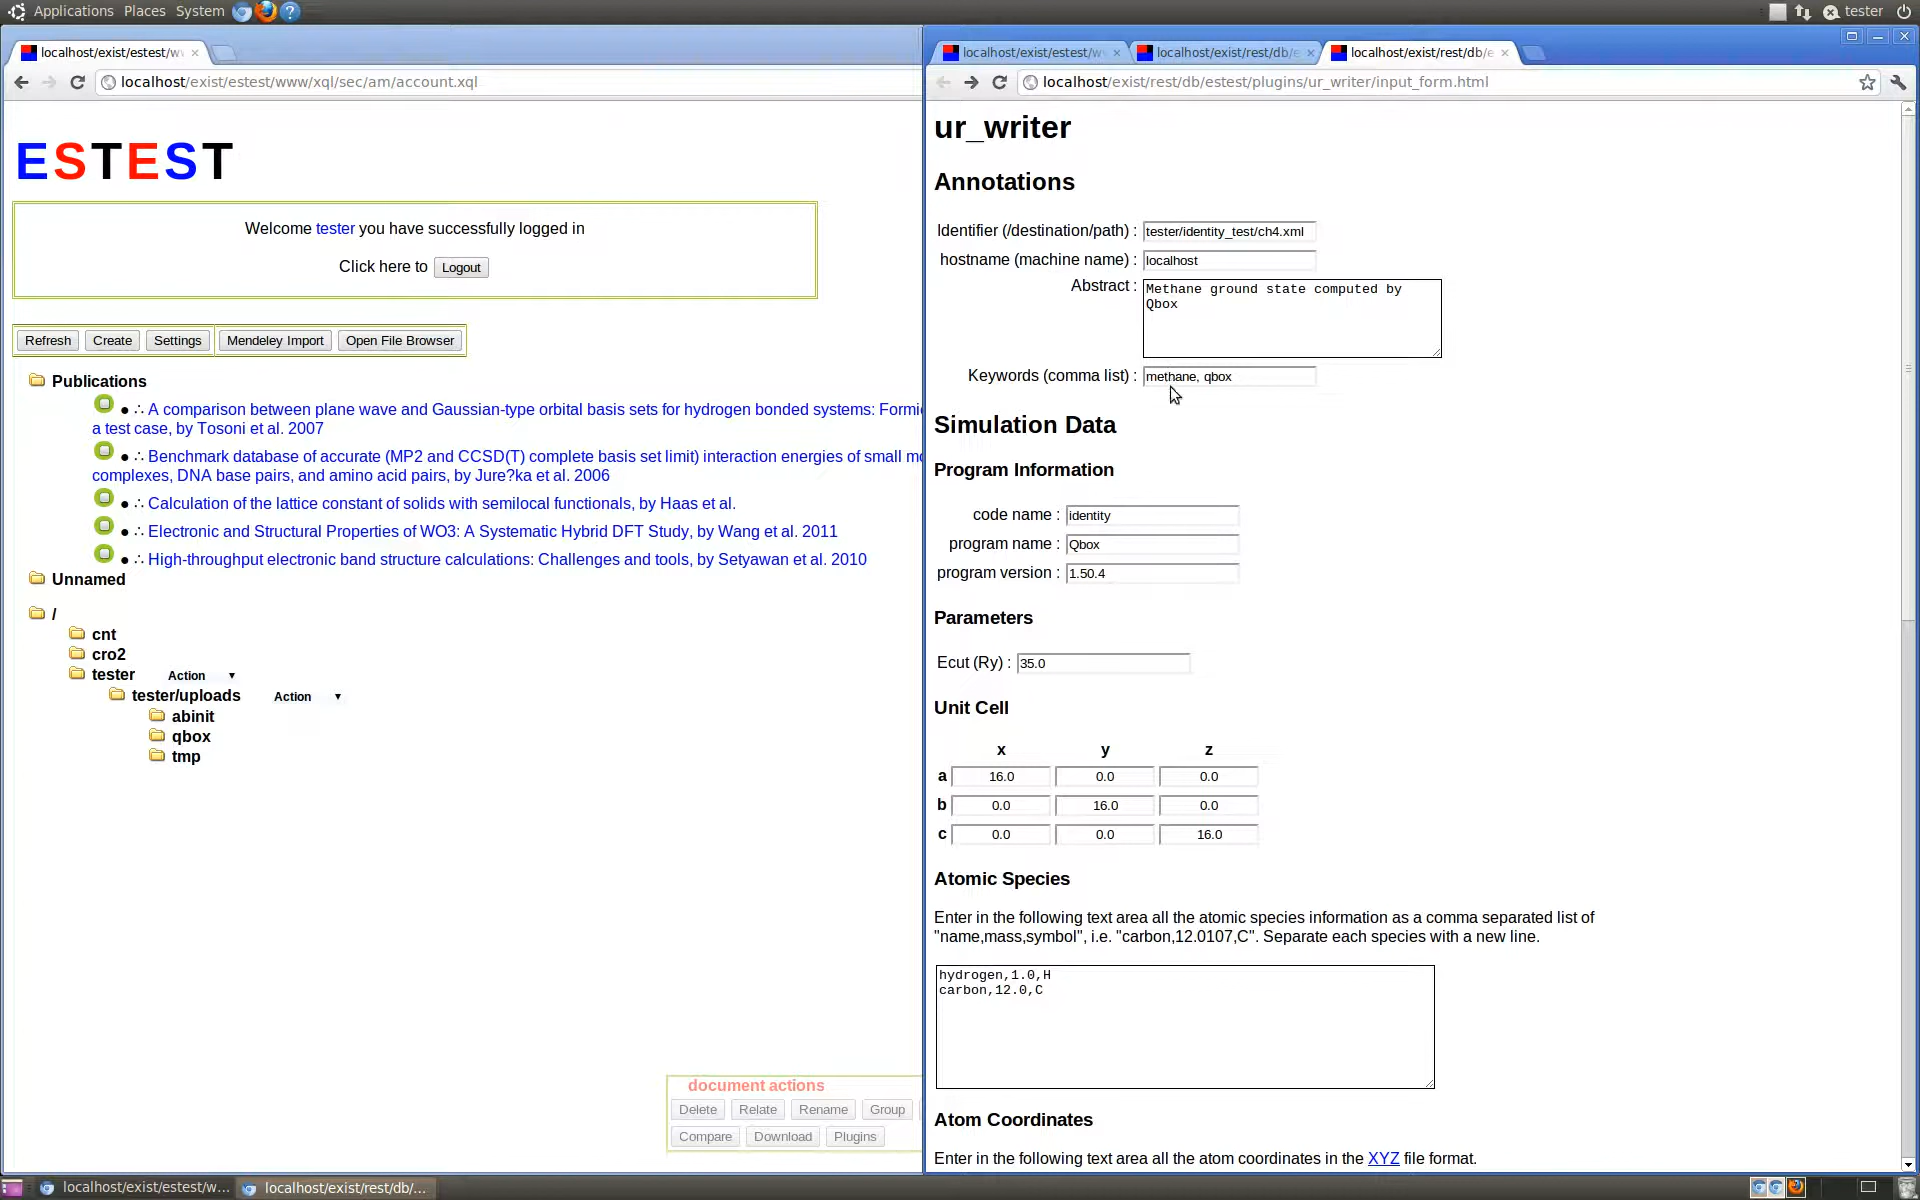 Applications Places System
tester
localhost/exist/estest/w
localhost/exist/estest/www/xql/sec/am/account.xql
ESTEST
Welcome tester you have successfully logged in
Click here to Logout
Refresh Create Settings Mendeley Import Open File Browser
Publications
A comparison between plane wave and Gaussian-type orbital basis sets for hydrogen bonded systems: Formi
a test case, by Tosoni et al. 2007
Benchmark database of accurate (MP2 and CCSD(T) complete basis set limit) interaction energies of small m
complexes, DNA base pairs, and amino acid pairs, by Jure?ka et al. 2006
Calculation of the lattice constant of solids with semilocal functionals, by Haas et al.
Electronic and Structural Properties of WO3: A Systematic Hybrid DFT Study, by Wang et al. 2011
High-throughput electronic band structure calculations: Challenges and tools, by Setyawan et al. 2010
Unnamed
/
cnt
cro2
tester Action
tester/uploads Action
abinit
qbox
tmp
document actions
Delete Relate Rename Group
Compare Download Plugins
localhost/exist/estest/w localhost/exist/rest/db/e localhost/exist/rest/db/e
localhost/exist/rest/db/estest/plugins/ur_writer/input_form.html
ur_writer
Annotations
Identifier (/destination/path) : tester/identity_test/ch4.xml
hostname (machine name) : localhost
Abstract : Methane ground state computed by
Qbox
Keywords (comma list) : methane, qbox
Simulation Data
Program Information
code name : identity
program name : Qbox
program version : 1.50.4
Parameters
Ecut (Ry) : 35.0
Unit Cell
x y z
a 16.0 0.0 0.0
b 0.0 16.0 0.0
c 0.0 0.0 16.0
Atomic Species
Enter in the following text area all the atomic species information as a comma separated list of
"name,mass,symbol", i.e. "carbon,12.0107,C". Separate each species with a new line.
hydrogen,1.0,H
carbon,12.0,C
Atom Coordinates
Enter in the following text area all the atom coordinates in the XYZ file format.
localhost/exist/estest/w... localhost/exist/rest/db/...